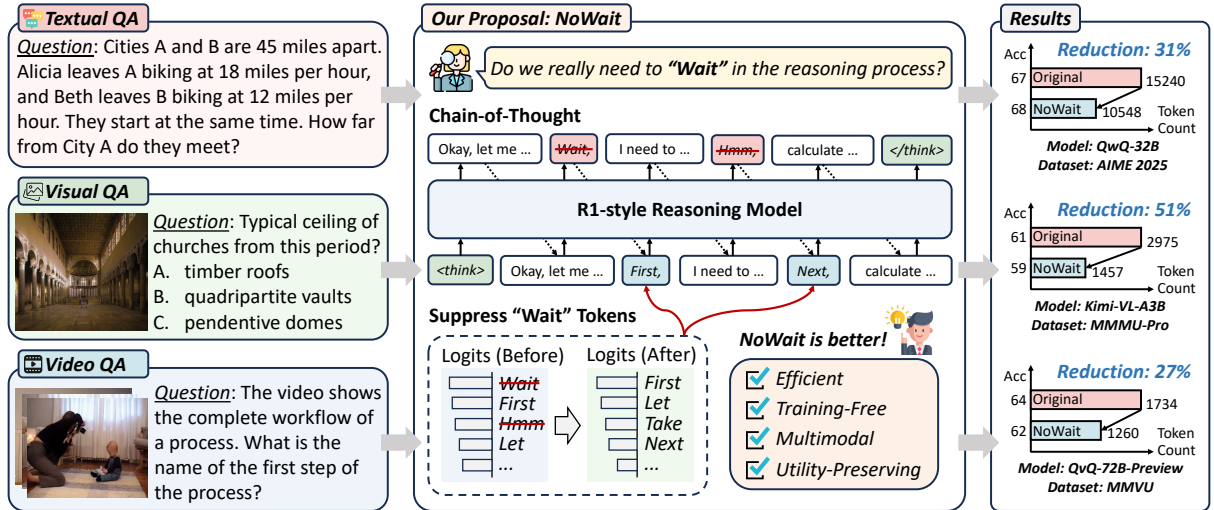 Textual QA
Question: Cities A and B are 45 miles apart.
Alicia leaves A biking at 18 miles per hour,
and Beth leaves B biking at 12 miles per
hour. They start at the same time. How far
from City A do they meet?
Visual QA
Question: Typical ceiling of
churches from this period?
A. timber roofs
B. quadripartite vaults
C. pendentive domes
Video QA
Question: The video shows
the complete workflow of
a process. What is the
name of the first step of
the process?
Our Proposal: NoWait
Do we really need to “Wait” in the reasoning process?
Chain-of-Thought
Okay, let me ... Wait, I need to ... Hmm, calculate ... </think>
R1-style Reasoning Model
<think> Okay, let me ... First, I need to ... Next, calculate ...
Suppress “Wait” Tokens
Logits (Before)
Wait
First
Hmm
Let
...
Logits (After)
First
Let
Take
Next
...
NoWait is better!
Efficient
Training-Free
Multimodal
Utility-Preserving
Results
Acc
Reduction: 31%
67 Original 15240
68 NoWait 10548
Token
Count
Model: QwQ-32B
Dataset: AIME 2025
Acc
Reduction: 51%
61 Original 2975
59 NoWait 1457
Token
Count
Model: Kimi-VL-A3B
Dataset: MMMU-Pro
Acc
Reduction: 27%
64 Original 1734
62 NoWait 1260
Token
Count
Model: QvQ-72B-Preview
Dataset: MMVU